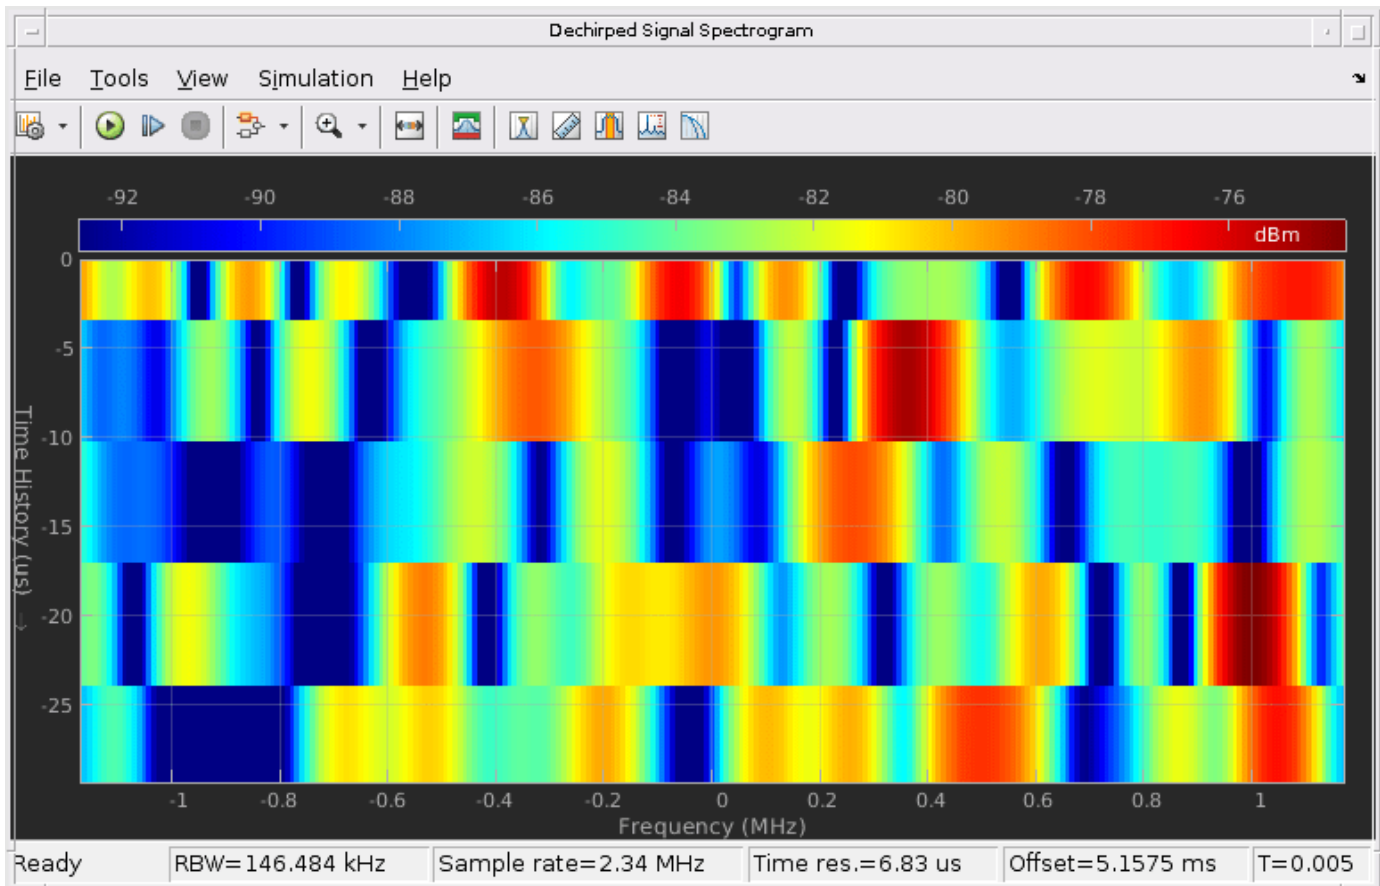 Dechirped Signal Spectrogram
File Tools View Simulation Help
-92 -90 -88 -86 -84 -82 -80 -78 -76
dBm
0
-5
-10
-15
-20
-25
Time History (us) →
-1 -0.8 -0.6 -0.4 -0.2 0 0.2 0.4 0.6 0.8 1
Frequency (MHz)
Ready RBW=146.484 kHz Sample rate=2.34 MHz Time res.=6.83 us Offset=5.1575 ms T=0.005